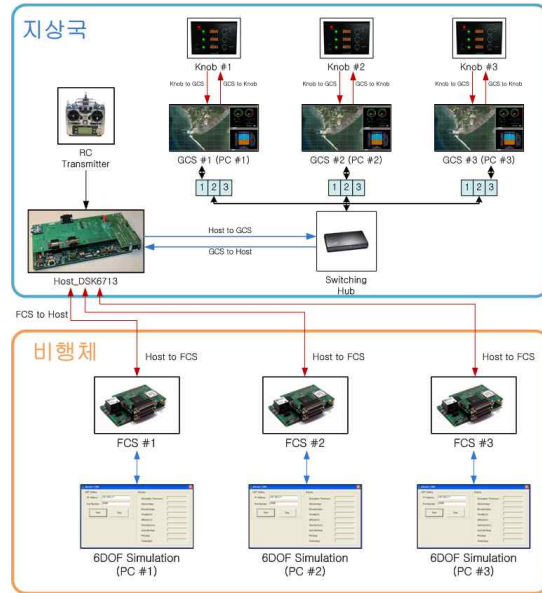 지상국
Knob #1
Knob #2
Knob #3
Knob to GCS
GCS to Knob
Knob to GCS
GCS to Knob
Knob to GCS
GCS to Knob
GCS #1 (PC #1)
GCS #2 (PC #2)
GCS #3 (PC #3)
RC
Transmitter
1 2 3
1 2 3
1 2 3
Host to GCS
GCS to Host
Host_DSK6713
Switching
Hub
FCS to Host
비행체
Host to FCS
Host to FCS
Host to FCS
FCS #1
FCS #2
FCS #3
6DOF Simulation
(PC #1)
6DOF Simulation
(PC #2)
6DOF Simulation
(PC #3)